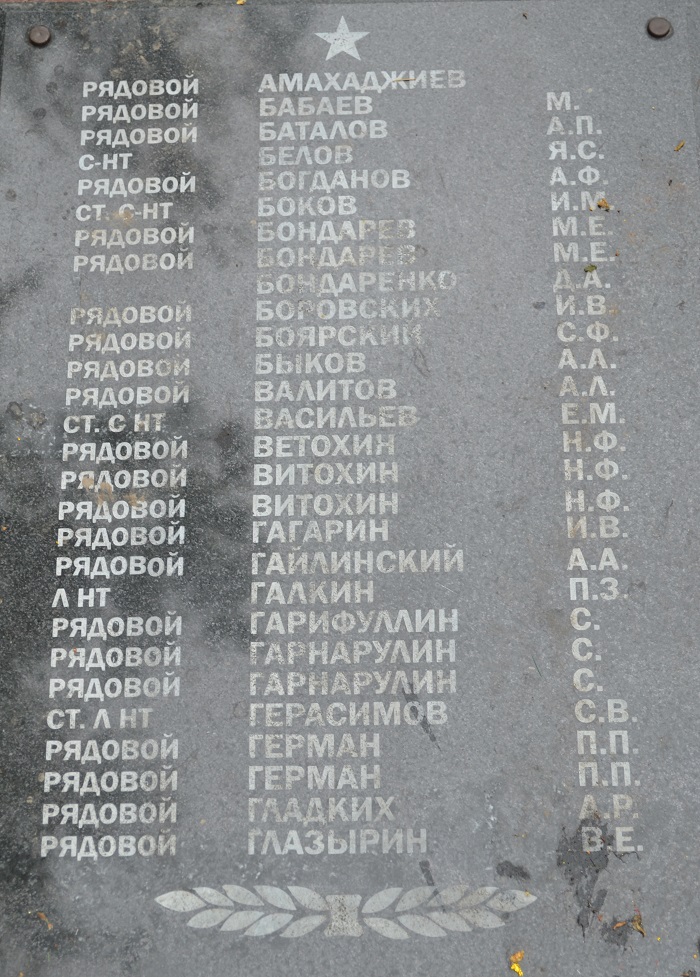 РЯДОВОЙ АМАХАДЖИЕВ
РЯДОВОЙ БАБАЕВ М.
РЯДОВОЙ БАТАЛОВ А.П.
С-НТ БЕЛОВ Я.С.
РЯДОВОЙ БОГДАНОВ А.Ф.
СТ. С-НТ БОКОВ И.М.
РЯДОВОЙ БОНДАРЕВ М.Е.
РЯДОВОЙ БОНДАРЕВ М.Е.
БОНДАРЕНКО Д.А.
РЯДОВОЙ БОРОВСКИХ И.В.
РЯДОВОЙ БОЯРСКИЙ С.Ф.
РЯДОВОЙ БЫКОВ А.А.
РЯДОВОЙ ВАЛИТОВ А.Л.
СТ. С НТ ВАСИЛЬЕВ Е.М.
РЯДОВОЙ ВЕТОХИН Н.Ф.
РЯДОВОЙ ВИТОХИН Н.Ф.
РЯДОВОЙ ВИТОХИН Н.Ф.
РЯДОВОЙ ГАГАРИН И.В.
РЯДОВОЙ ГАЙЛИНСКИЙ А.А.
Л НТ ГАЛКИН П.З.
РЯДОВОЙ ГАРИФУЛЛИН С.
РЯДОВОЙ ГАРНАРУЛИН С.
РЯДОВОЙ ГАРНАРУЛИН С.
СТ. Л НТ ГЕРАСИМОВ С.В.
РЯДОВОЙ ГЕРМАН П.П.
РЯДОВОЙ ГЕРМАН П.П.
РЯДОВОЙ ГЛАДКИХ А.Р.
РЯДОВОЙ ГЛАЗЫРИН В.Е.